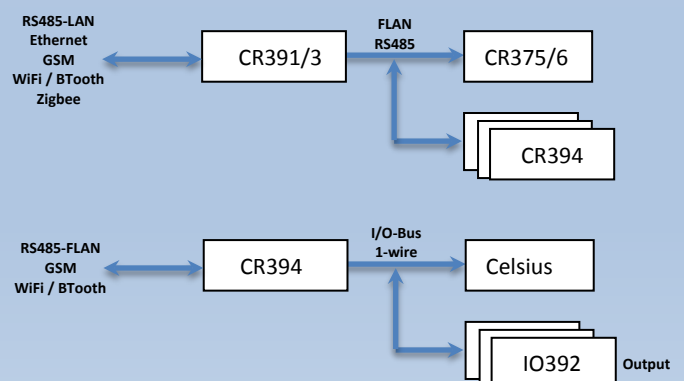 RS485-LAN
Ethernet
GSM
WiFi / BTooth
Zigbee
CR391/3
FLAN
RS485
CR375/6
CR394
RS485-FLAN
GSM
WiFi / BTooth
CR394
I/O-Bus
1-wire
Celsius
IO392
Output